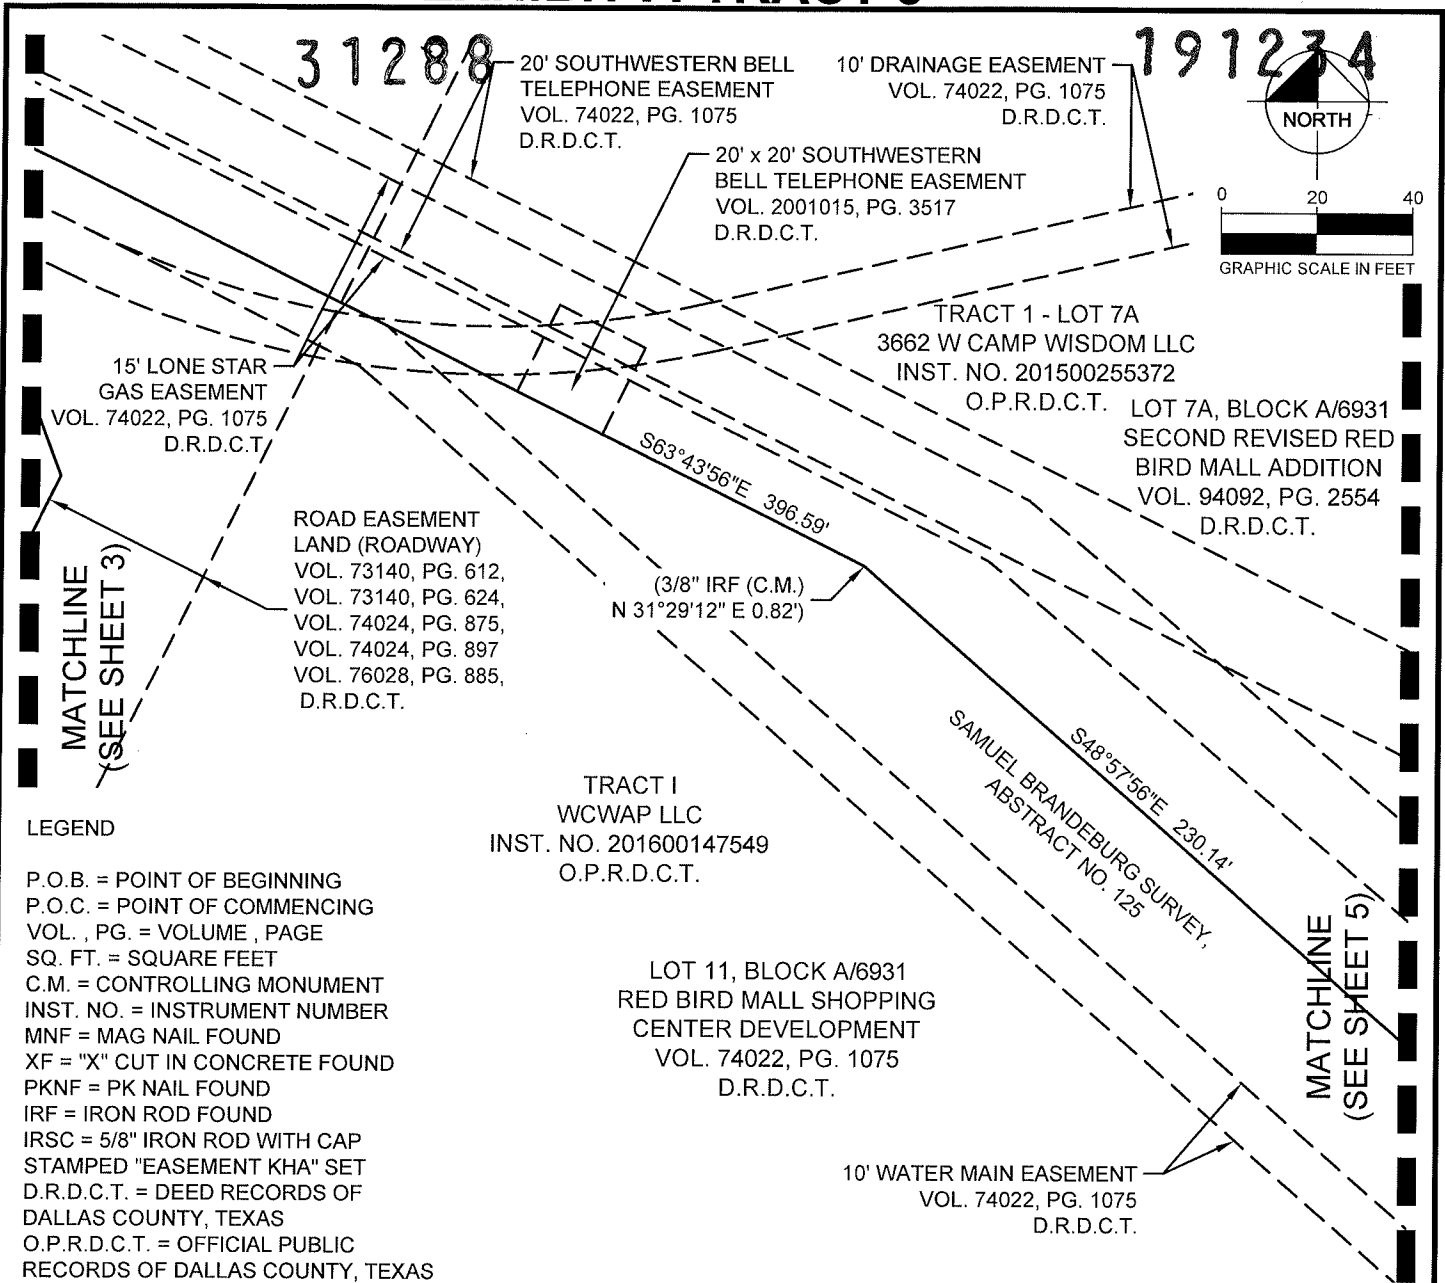 31288
191234
20' SOUTHWESTERN BELL
TELEPHONE EASEMENT
VOL. 74022, PG. 1075
D.R.D.C.T.
10' DRAINAGE EASEMENT
VOL. 74022, PG. 1075
D.R.D.C.T.
NORTH
20' x 20' SOUTHWESTERN
BELL TELEPHONE EASEMENT
VOL. 2001015, PG. 3517
D.R.D.C.T.
0 20 40
GRAPHIC SCALE IN FEET
TRACT 1 - LOT 7A
3662 W CAMP WISDOM LLC
INST. NO. 201500255372
O.P.R.D.C.T.
LOT 7A, BLOCK A/6931
SECOND REVISED RED
BIRD MALL ADDITION
VOL. 94092, PG. 2554
D.R.D.C.T.
15' LONE STAR
GAS EASEMENT
VOL. 74022, PG. 1075
D.R.D.C.T
S63°43'56"E 396.59'
ROAD EASEMENT
LAND (ROADWAY)
VOL. 73140, PG. 612,
VOL. 73140, PG. 624,
VOL. 74024, PG. 875,
VOL. 74024, PG. 897
VOL. 76028, PG. 885,
D.R.D.C.T.
(3/8" IRF (C.M.)
N 31°29'12" E 0.82')
MATCHLINE
(SEE SHEET 3)
S48°57'56"E 230.14'
SAMUEL BRANDEBURG SURVEY,
ABSTRACT NO. 125
TRACT I
WCWAP LLC
INST. NO. 201600147549
O.P.R.D.C.T.
LOT 11, BLOCK A/6931
RED BIRD MALL SHOPPING
CENTER DEVELOPMENT
VOL. 74022, PG. 1075
D.R.D.C.T.
MATCHLINE
(SEE SHEET 5)
10' WATER MAIN EASEMENT
VOL. 74022, PG. 1075
D.R.D.C.T.
LEGEND
P.O.B. = POINT OF BEGINNING
P.O.C. = POINT OF COMMENCING
VOL. , PG. = VOLUME , PAGE
SQ. FT. = SQUARE FEET
C.M. = CONTROLLING MONUMENT
INST. NO. = INSTRUMENT NUMBER
MNF = MAG NAIL FOUND
XF = "X" CUT IN CONCRETE FOUND
PKNF = PK NAIL FOUND
IRF = IRON ROD FOUND
IRSC = 5/8" IRON ROD WITH CAP
STAMPED "EASEMENT KHA" SET
D.R.D.C.T. = DEED RECORDS OF
DALLAS COUNTY, TEXAS
O.P.R.D.C.T. = OFFICIAL PUBLIC
RECORDS OF DALLAS COUNTY, TEXAS